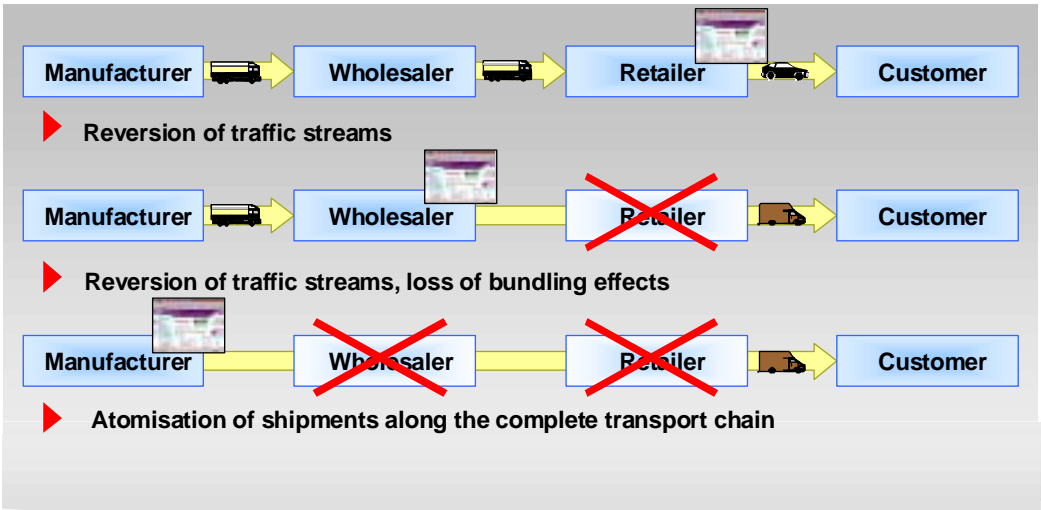 Manufacturer Wholesaler Retailer Customer
Reversion of traffic streams
Manufacturer Wholesaler Retailer Customer
Reversion of traffic streams, loss of bundling effects
Manufacturer Wholesaler Retailer Customer
Atomisation of shipments along the complete transport chain